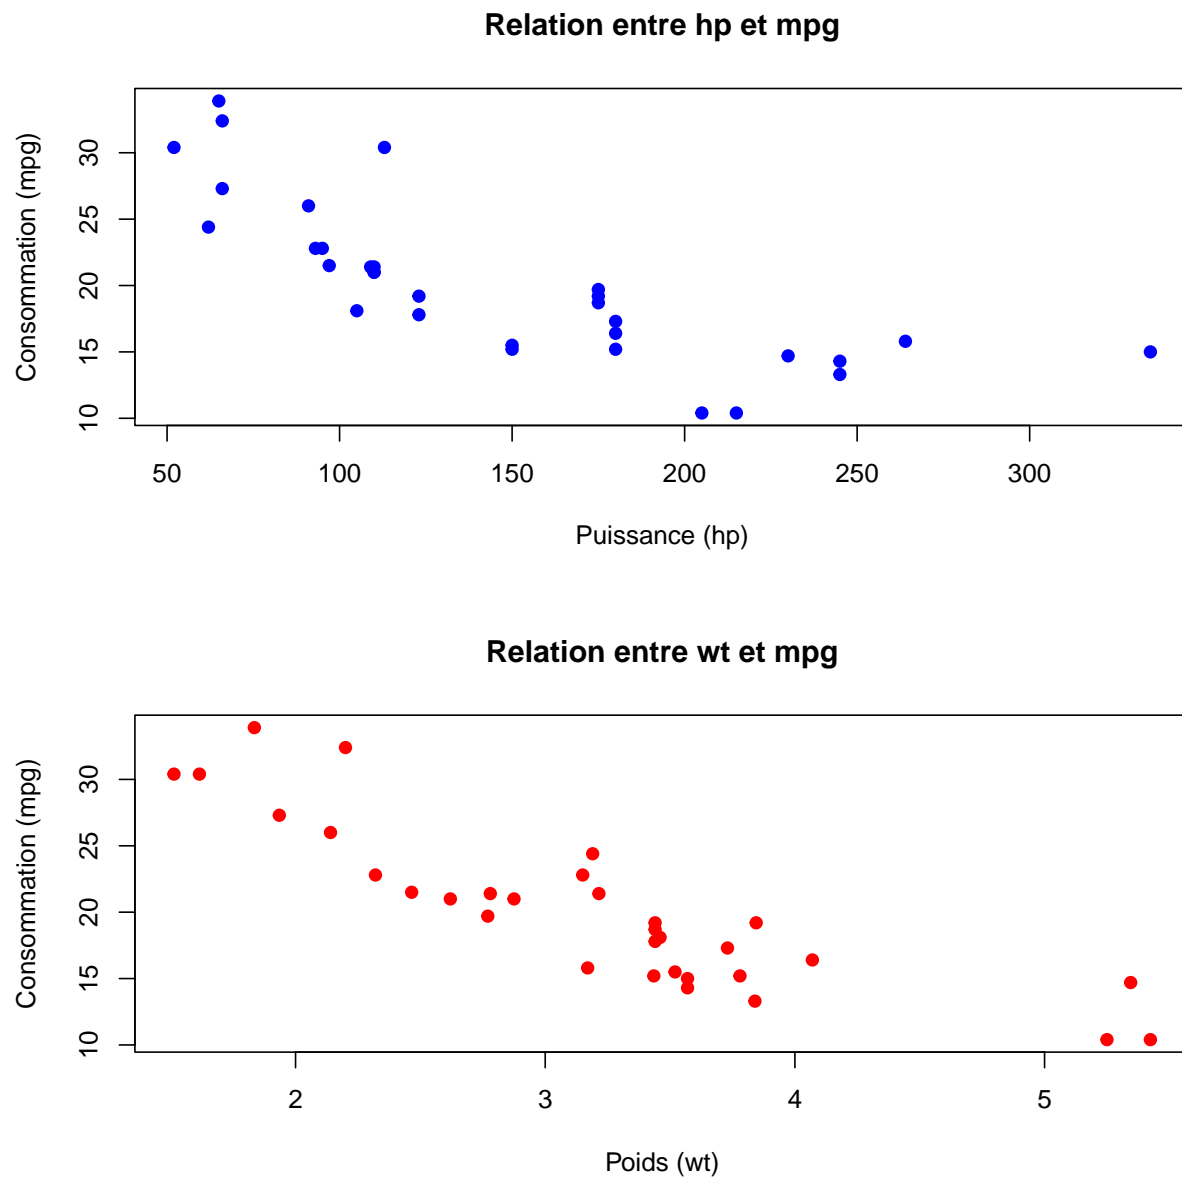 Relation entre hp et mpg
Consommation (mpg)
30
25
20
15
10
50 100 150 200 250 300
Puissance (hp)
Relation entre wt et mpg
Consommation (mpg)
30
25
20
15
10
2 3 4 5
Poids (wt)